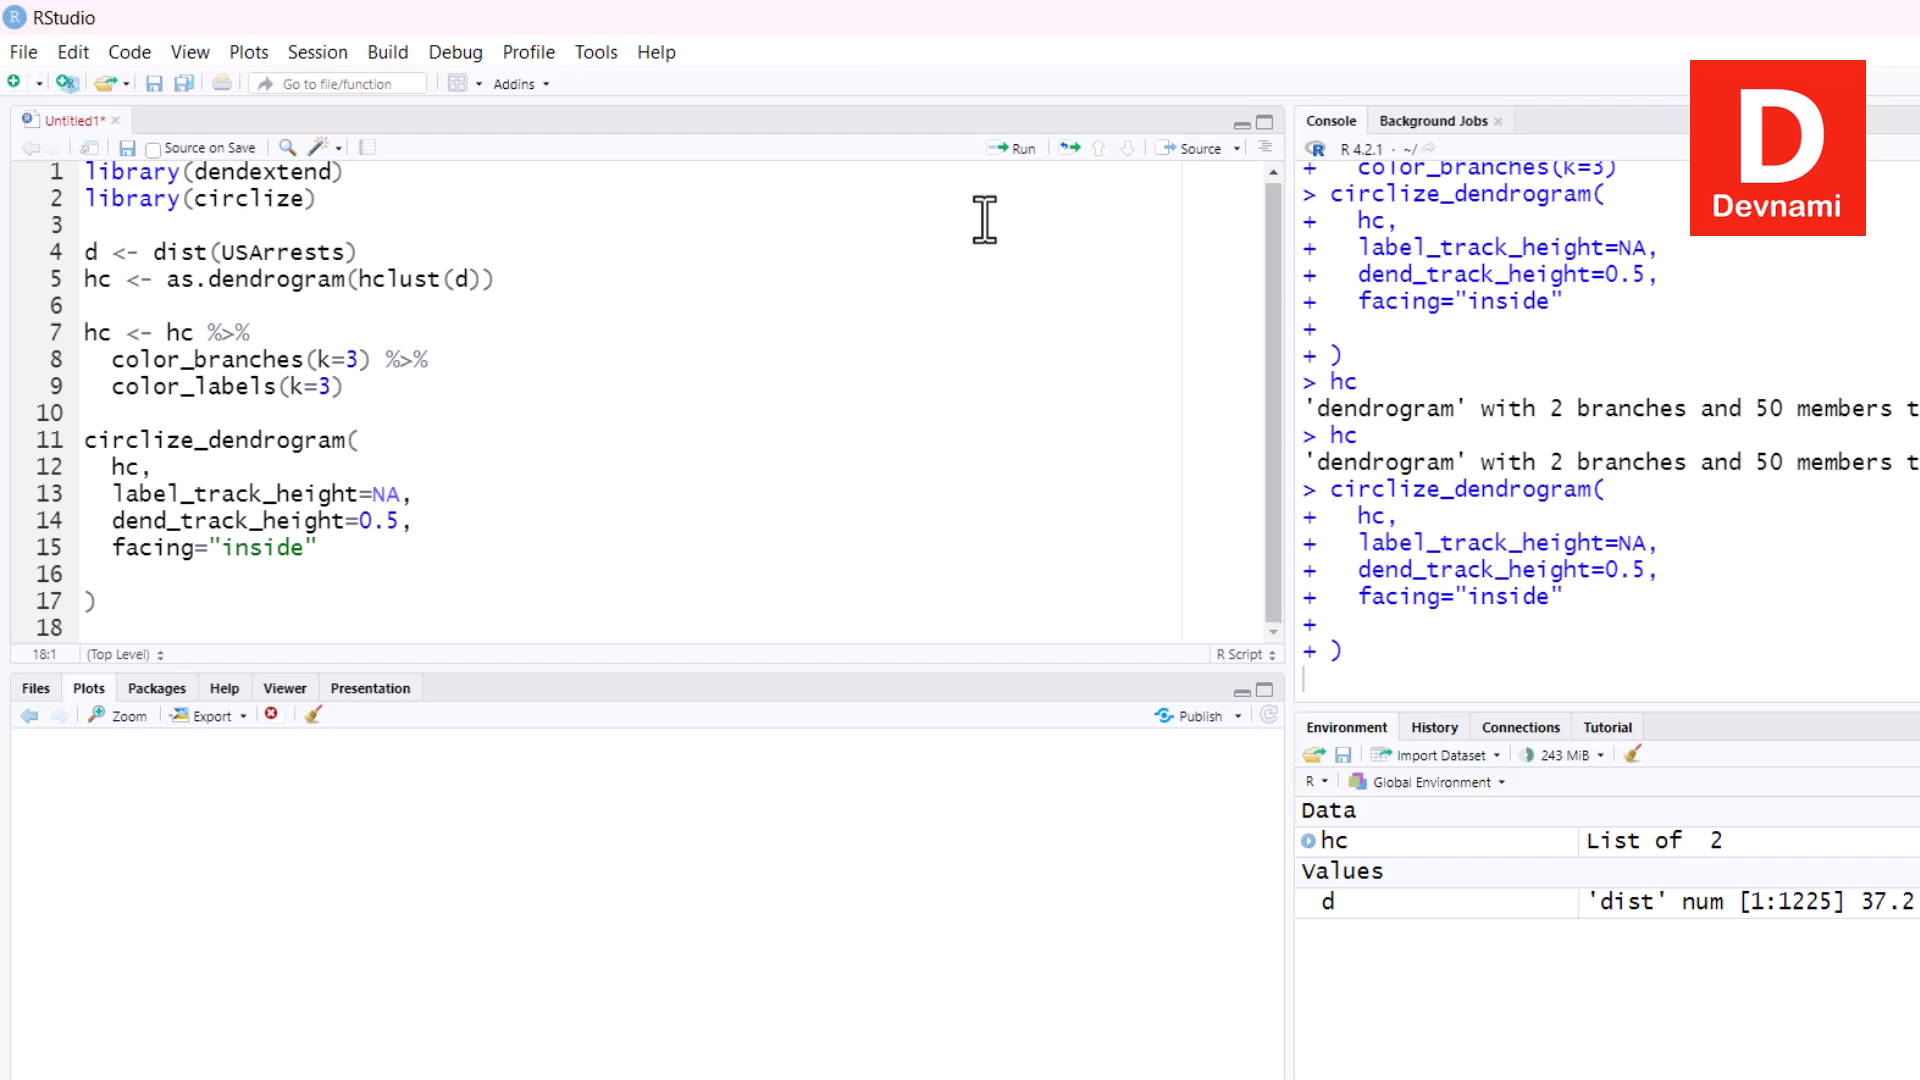 RStudio
File Edit Code View Plots Session Build Debug Profile Tools Help
Go to file/function Addins
Untitled1*
Source on Save Run Source
1 library(dendextend)
2 library(circlize)
3
4 d <- dist(USArrests)
5 hc <- as.dendrogram(hclust(d))
6
7 hc <- hc %>%
8 color_branches(k=3) %>%
9 color_labels(k=3)
10
11 circlize_dendrogram(
12 hc,
13 label_track_height=NA,
14 dend_track_height=0.5,
15 facing="inside"
16
17 )
18
18:1 (Top Level) R Script
Files Plots Packages Help Viewer Presentation
Zoom Export Publish
Console Background Jobs
R 4.2.1 · ~/
+ color_branches(k=3)
> circlize_dendrogram(
+ hc,
+ label_track_height=NA,
+ dend_track_height=0.5,
+ facing="inside"
+
+ )
> hc
'dendrogram' with 2 branches and 50 members t
> hc
'dendrogram' with 2 branches and 50 members t
> circlize_dendrogram(
+ hc,
+ label_track_height=NA,
+ dend_track_height=0.5,
+ facing="inside"
+
+ )
Environment History Connections Tutorial
Import Dataset 243 MiB
R Global Environment
Data
hc List of 2
Values
d 'dist' num [1:1225] 37.2
D
Devnami